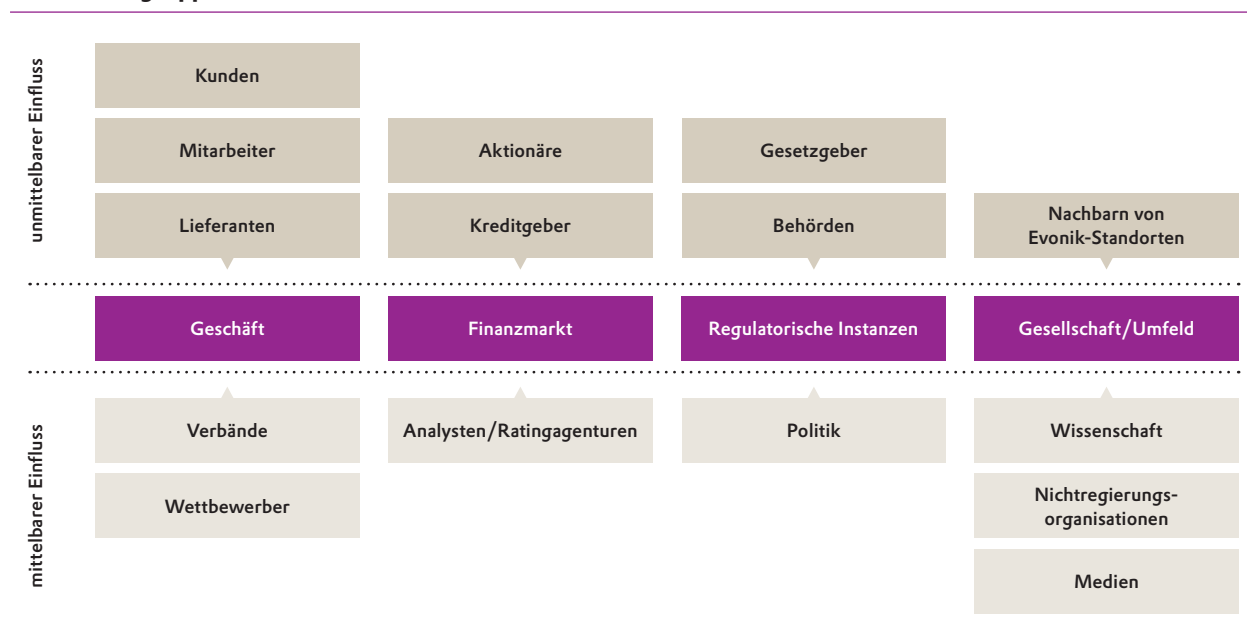 unmittelbarer Einfluss
Kunden
Mitarbeiter
Aktionäre
Gesetzgeber
Lieferanten
Kreditgeber
Behörden
Nachbarn von
Evonik-Standorten
Geschäft
Finanzmarkt
Regulatorische Instanzen
Gesellschaft/Umfeld
mittelbarer Einfluss
Verbände
Analysten/Ratingagenturen
Politik
Wissenschaft
Wettbewerber
Nichtregierungs-
organisationen
Medien